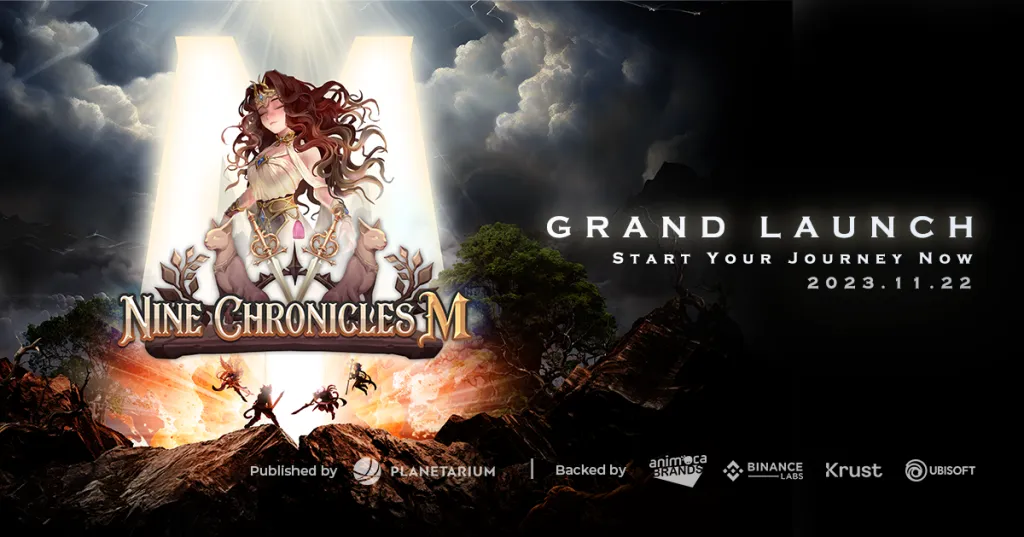 NINE CHRONICLES M
GRAND LAUNCH
START YOUR JOURNEY NOW
2023.11.22
Published by PLANETARIUM | Backed by animoca BRANDS BINANCE LABS Krust UBISOFT